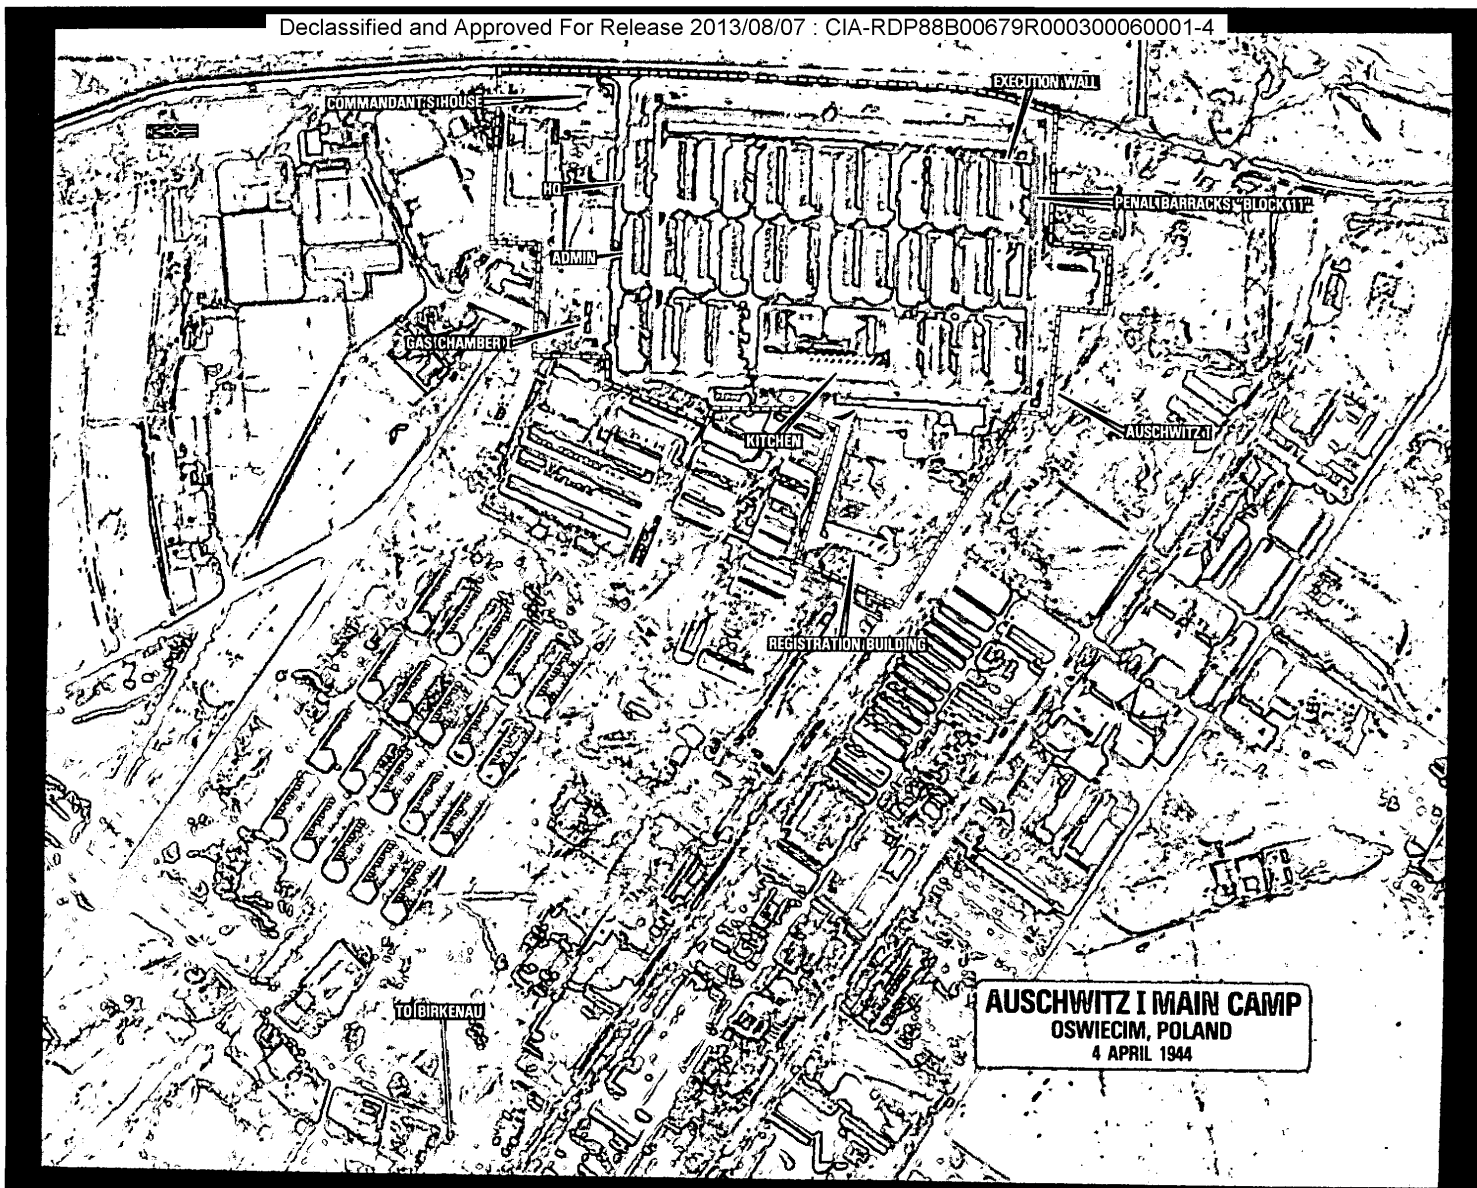 Declassified and Approved For Release 2013/08/07 : CIA-RDP88B00679R000300060001-4
EXECUTION WALL
COMMANDANT'S HOUSE
HQ
PENAL BARRACKS, "BLOCK 11"
ADMIN
GAS CHAMBER I
AUSCHWITZ I
KITCHEN
REGISTRATION BUILDING
TO BIRKENAU
AUSCHWITZ I MAIN CAMP
OSWIECIM, POLAND
4 APRIL 1944